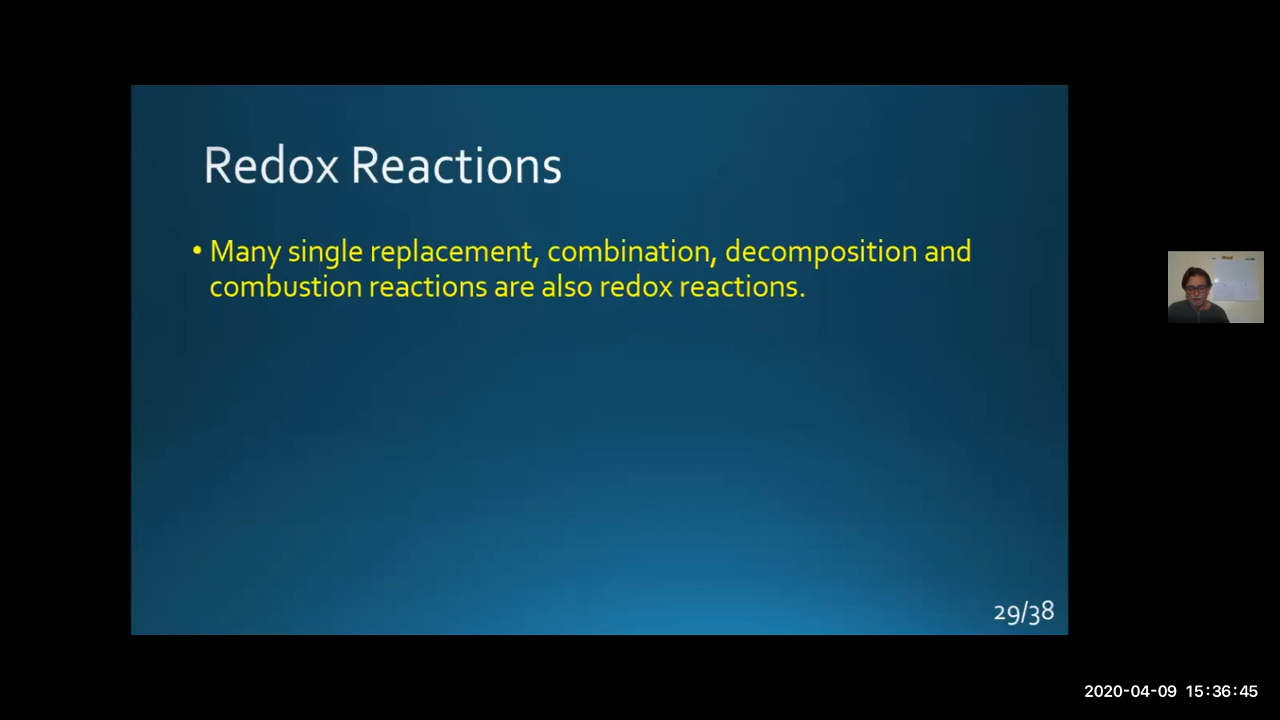 Redox Reactions
• Many single replacement, combination, decomposition and
combustion reactions are also redox reactions.
29/38
2020-04-09 15:36:45